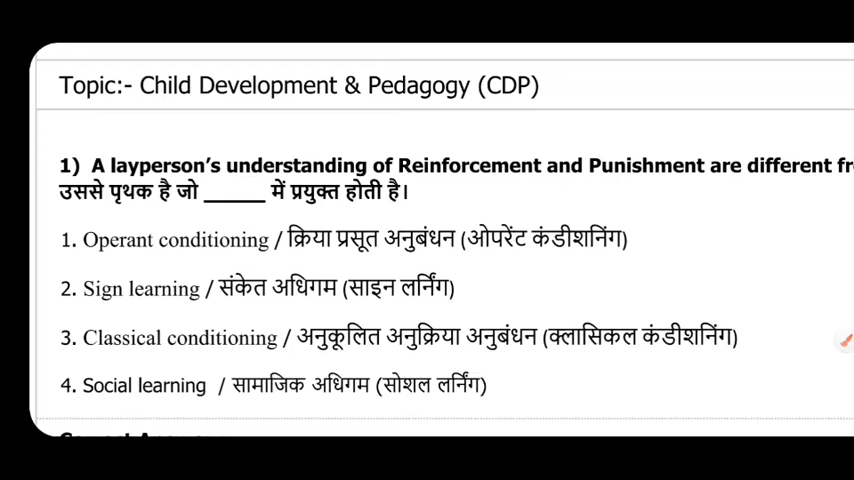 Topic:- Child Development & Pedagogy (CDP)
1) A layperson's understanding of Reinforcement and Punishment are different
उससे पृथक है जो ______ में प्रयुक्त होती है।
1. Operant conditioning / क्रिया प्रसूत अनुबंधन (ओपरेंट कंडीशनिंग)
2. Sign learning / संकेत अधिगम (साइन लर्निंग)
3. Classical conditioning / अनुकूलित अनुक्रिया अनुबंधन (क्लासिकल कंडीशनिंग)
4. Social learning / सामाजिक अधिगम (सोशल लर्निंग)